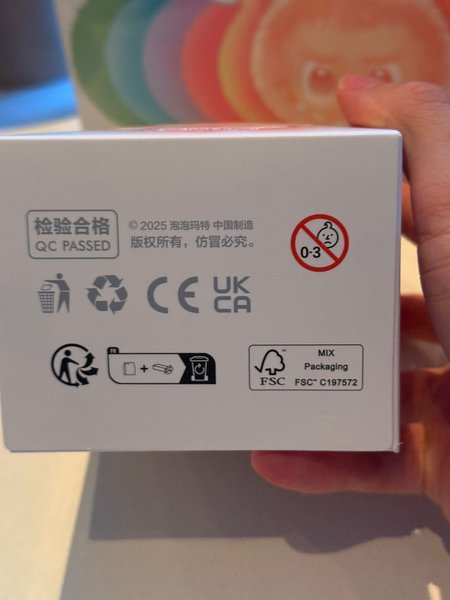 检验合格
QC PASSED
© 2025 泡泡玛特 中国制造
版权所有，仿冒必究。
0-3
CE
UK
CA
FR
+
FSC
MIX
Packaging
FSC™ C197572